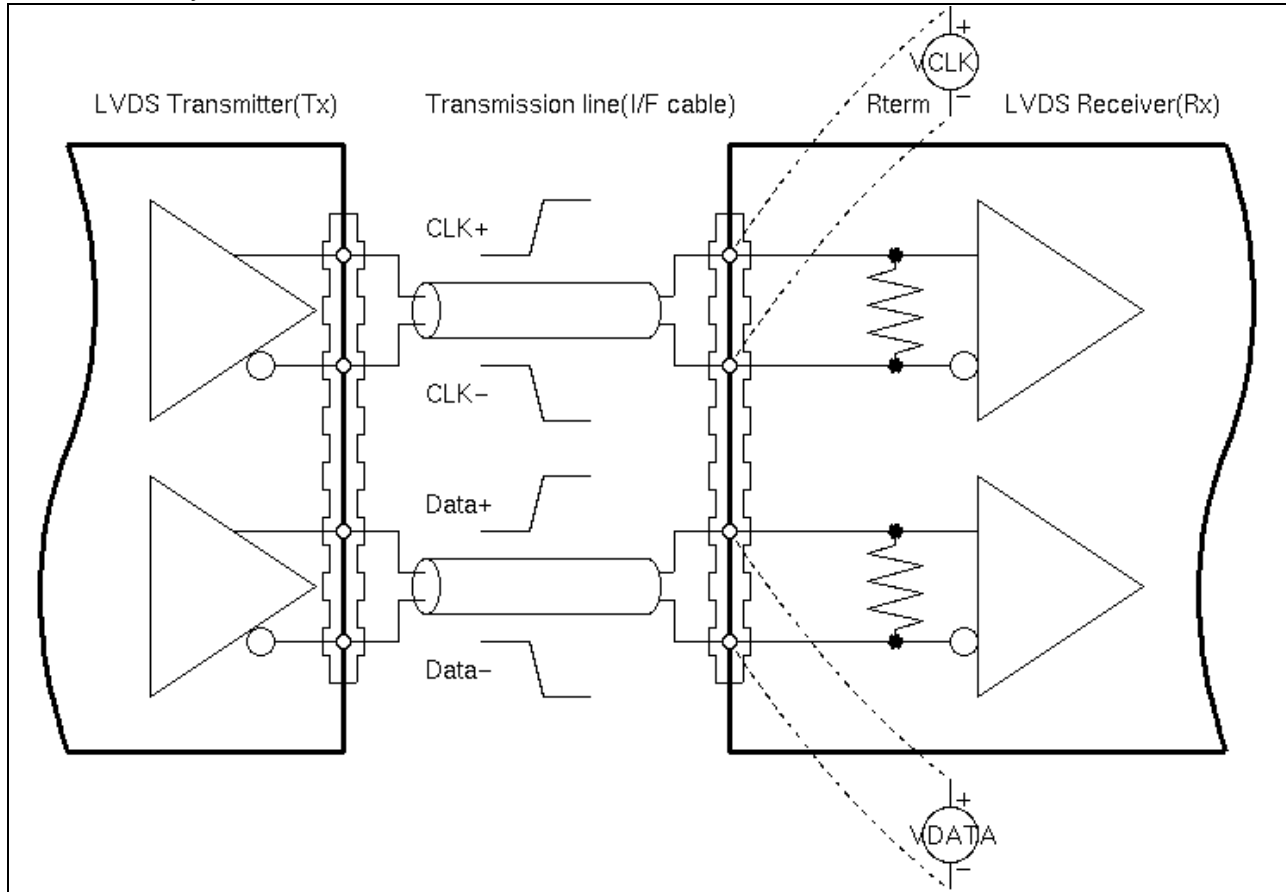 +
VCLK
−
LVDS Transmitter(Tx) Transmission line(I/F cable) Rterm LVDS Receiver(Rx)
CLK+
CLK−
Data+
Data−
+
VDATA
−